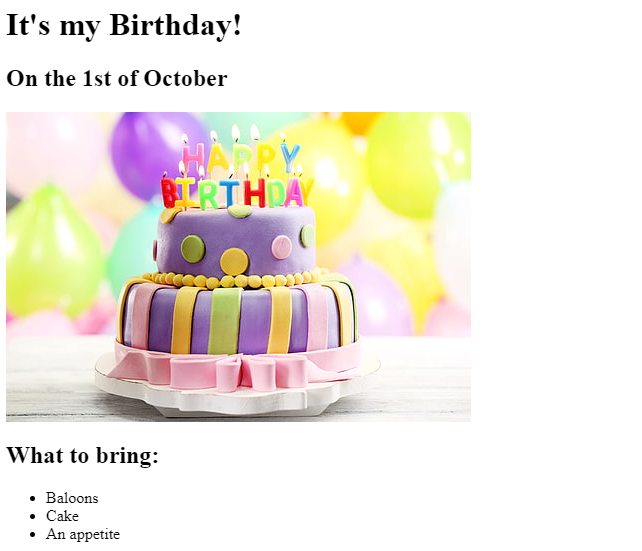 It's my Birthday!
On the 1st of October
HAPPY
BIRTHDAY
What to bring:
Baloons
Cake
An appetite